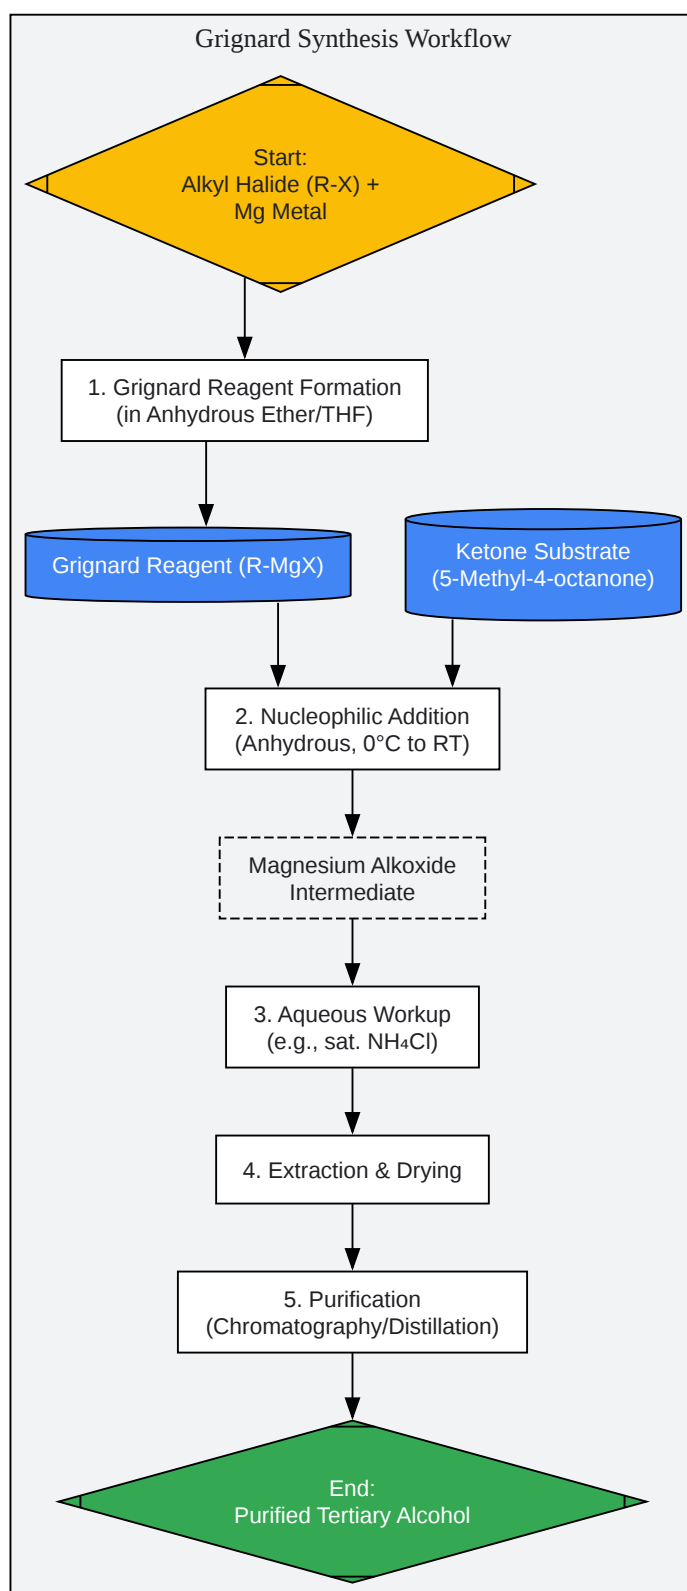 Grignard Synthesis Workflow
Start:
Alkyl Halide (R-X) +
Mg Metal
1. Grignard Reagent Formation
(in Anhydrous Ether/THF)
Grignard Reagent (R-MgX)
Ketone Substrate
(5-Methyl-4-octanone)
2. Nucleophilic Addition
(Anhydrous, 0°C to RT)
Magnesium Alkoxide
Intermediate
3. Aqueous Workup
(e.g., sat. NH₄Cl)
4. Extraction & Drying
5. Purification
(Chromatography/Distillation)
End:
Purified Tertiary Alcohol